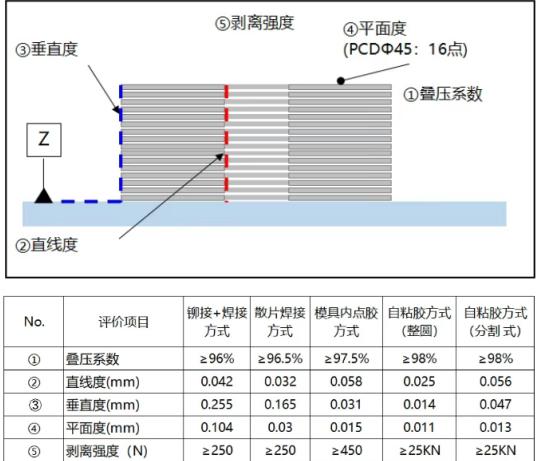 ⑤剥离强度
④平面度
(PCDΦ45：16点)
③垂直度
①叠压系数
Z
②直线度
No. 评价项目 铆接+焊接方式 散片焊接方式 模具内点胶方式 自粘胶方式(整圆) 自粘胶方式(分割 式)
① 叠压系数 ≥96% ≥96.5% ≥97.5% ≥98% ≥98%
② 直线度(mm) 0.042 0.032 0.058 0.025 0.056
③ 垂直度(mm) 0.255 0.165 0.031 0.014 0.047
④ 平面度(mm) 0.104 0.03 0.015 0.011 0.013
⑤ 剥离强度（N) ≥250 ≥250 ≥450 ≥25KN ≥25KN